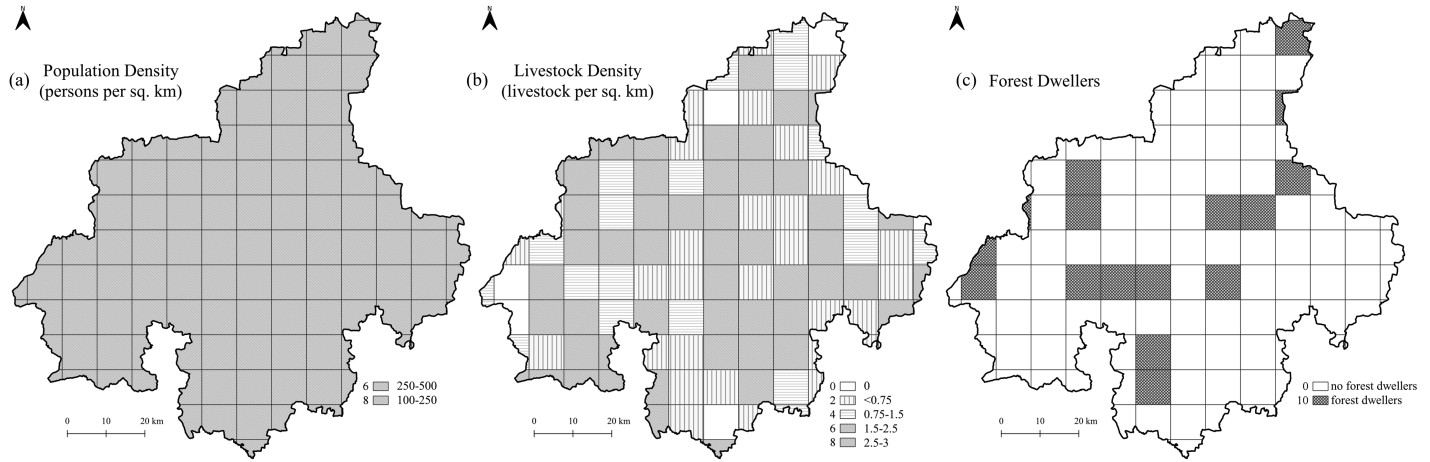 N
(a) Population Density
(persons per sq. km)
6 250-500
8 100-250
0 10 20 km
N
(b) Livestock Density
(livestock per sq. km)
0 0
2 <0.75
4 0.75-1.5
6 1.5-2.5
8 2.5-3
0 10 20 km
N
(c) Forest Dwellers
0 no forest dwellers
10 forest dwellers
0 10 20 km